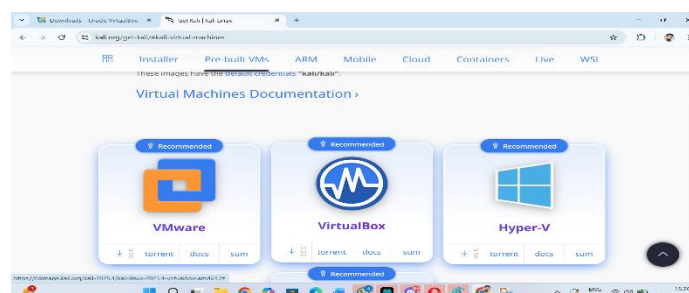 Downloads – Oracle VirtualBox
Get Kali | Kali Linux
kali.org/get-kali/#kali-virtual-machines
Installer Pre-built VMs ARM Mobile Cloud Containers Live WSL
These images have the default credentials "kali/kali".
Virtual Machines Documentation ›
Recommended Recommended Recommended
VMware VirtualBox Hyper-V
torrent docs sum torrent docs sum torrent docs sum
Recommended